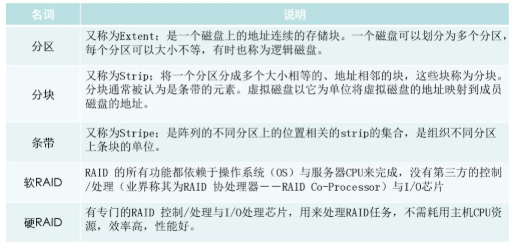 名词 说明
分区
又称为Extent；是一个磁盘上的地址连续的存储块。一个磁盘可以划分为多个分区，
每个分区可以大小不等，有时也称为逻辑磁盘。
分块
又称为Strip；将一个分区分成多个大小相等的、地址相邻的块，这些块称为分块。
分块通常被认为是条带的元素。虚拟磁盘以它为单位将虚拟磁盘的地址映射到成员
磁盘的地址。
条带
又称为Stripe；是阵列的不同分区上的位置相关的strip的集合，是组织不同分区
上条块的单位。
软RAID
RAID 的所有功能都依赖于操作系统（OS）与服务器CPU来完成，没有第三方的控制
/处理（业界称其为RAID 协处理器－－RAID Co-Processor）与I/O芯片
硬RAID
有专门的RAID 控制/处理与I/O处理芯片，用来处理RAID任务，不需耗用主机CPU资
源，效率高，性能好。